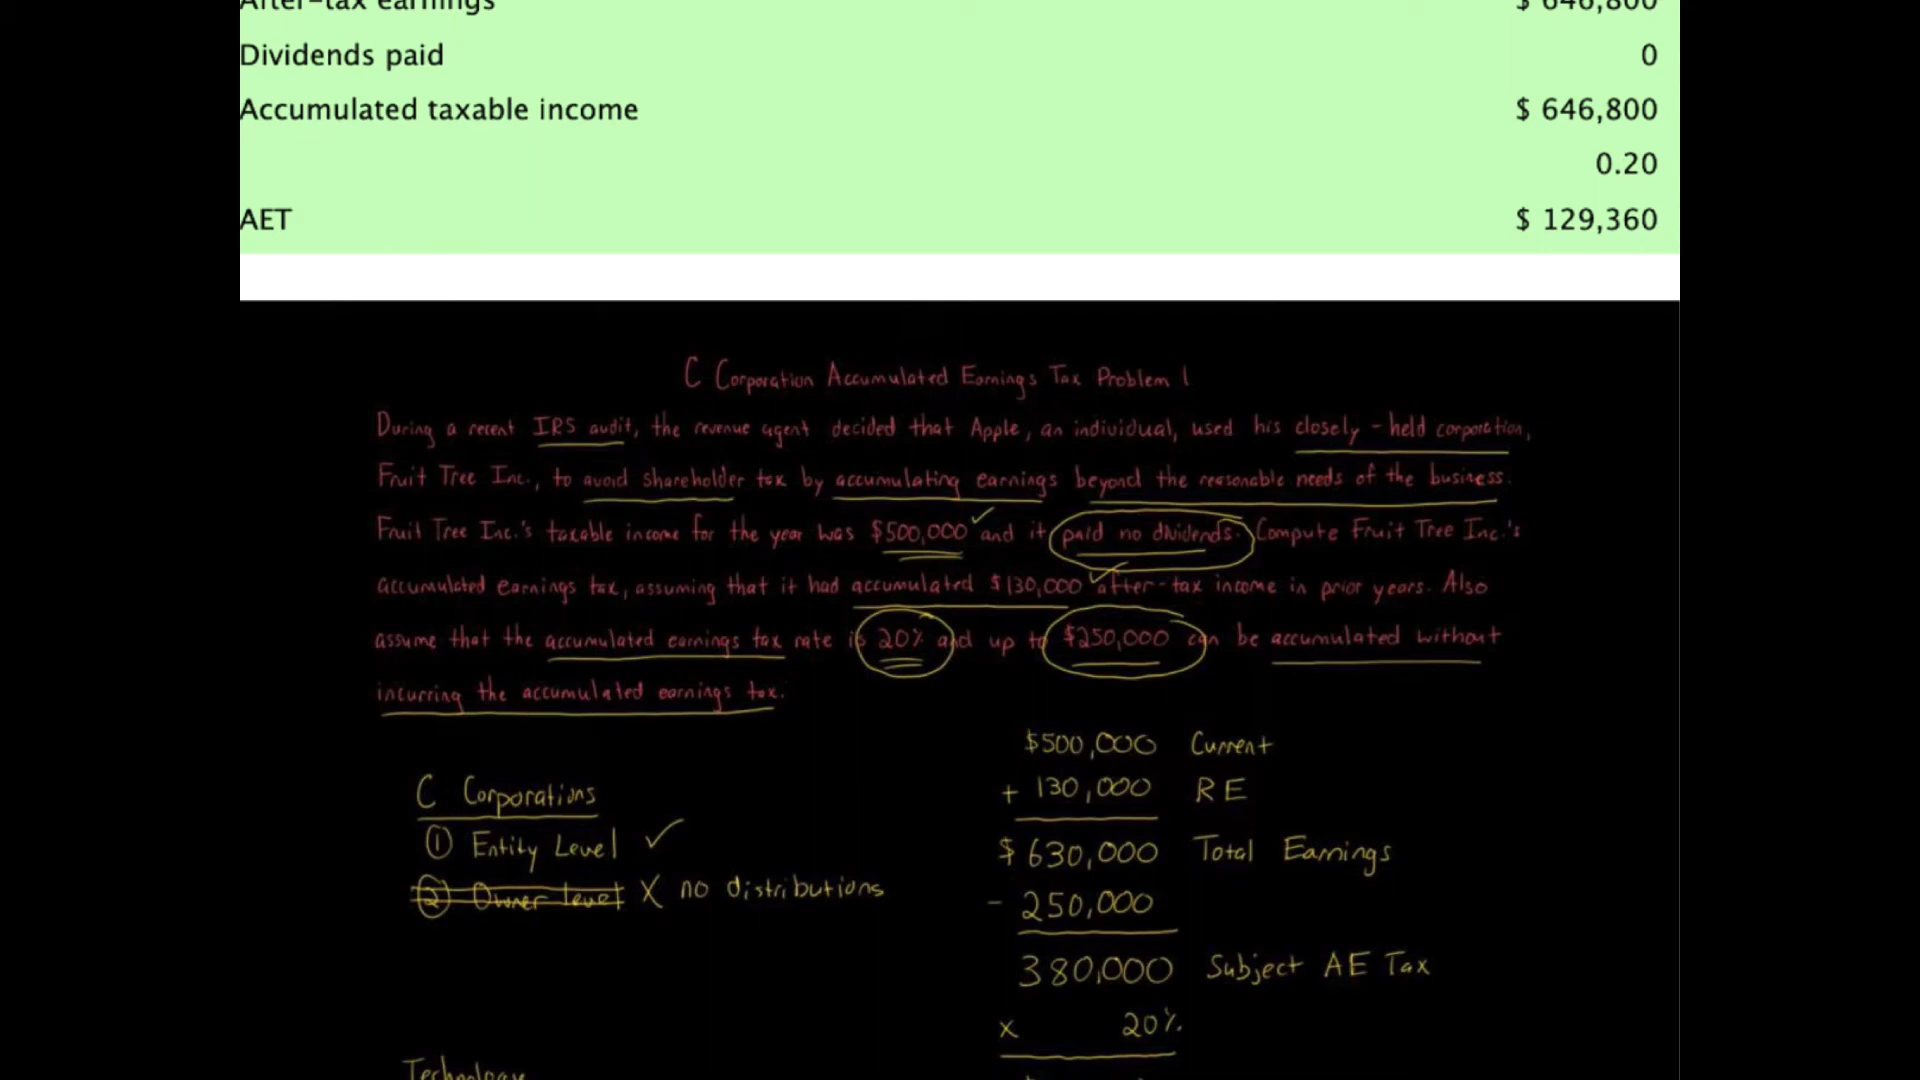 After-tax earnings $ 646,800
Dividends paid 0
Accumulated taxable income $ 646,800
0.20
AET $ 129,360
C Corporation Accumulated Earnings Tax Problem 1
During a recent IRS audit, the revenue agent decided that Apple, an individual, used his closely-held corporation,
Fruit Tree Inc., to avoid shareholder tax by accumulating earnings beyond the reasonable needs of the business.
Fruit Tree Inc.'s taxable income for the year was $500,000 and it paid no dividends. Compute Fruit Tree Inc.'s
accumulated earnings tax, assuming that it had accumulated $130,000 after-tax income in prior years. Also
assume that the accumulated earnings tax rate is 20% and up to $250,000 can be accumulated without
incurring the accumulated earnings tax.
$500,000 Current
+ 130,000 RE
$ 630,000 Total Earnings
- 250,000
380,000 Subject AE Tax
x 20%
C Corporations
① Entity Level ✓
② Owner level X no distributions
Technology